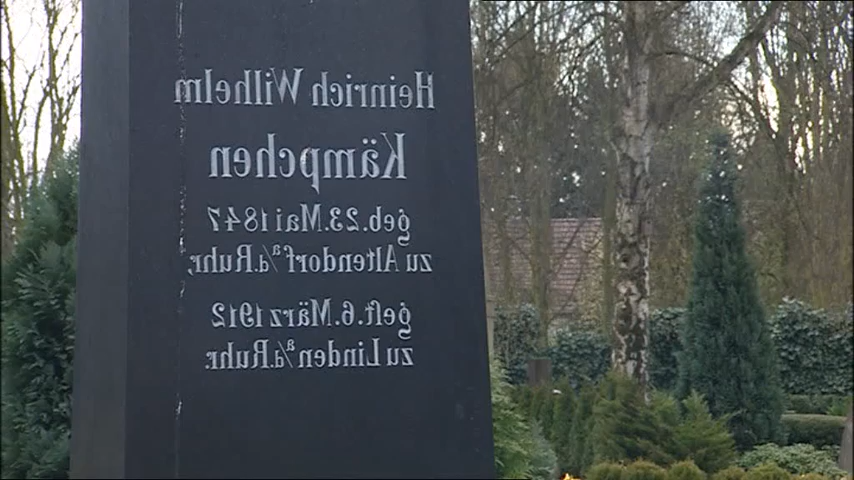 Heinrich Wilhelm
Kämpchen
geb. 23. Mai 1847
zu Altendorf a/d. Ruhr,
gest. 6. März 1912
zu Linden a/d. Ruhr.